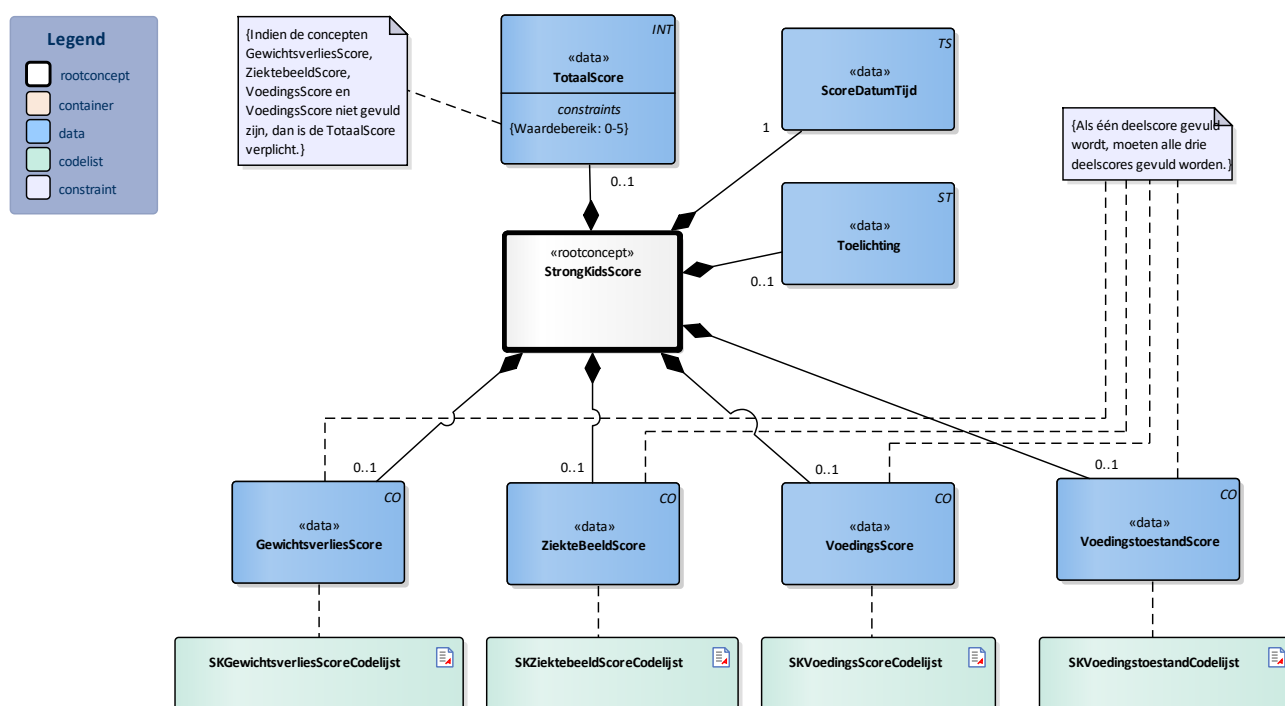 Legend
rootconcept
container
data
codelist
constraint
{Indien de concepten
GewichtsverliesScore,
ZiektebeeldScore,
VoedingsScore en
VoedingsScore niet gevuld
zijn, dan is de TotaalScore
verplicht.}
INT
«data»
TotaalScore
constraints
{Waardebereik: 0-5}
0..1
TS
«data»
ScoreDatumTijd
1
{Als één deelscore gevuld
wordt, moeten alle drie
deelscores gevuld worden.}
ST
«data»
Toelichting
0..1
«rootconcept»
StrongKidsScore
0..1
0..1
0..1
0..1
CO
«data»
GewichtsverliesScore
CO
«data»
ZiekteBeeldScore
CO
«data»
VoedingsScore
CO
«data»
VoedingstoestandScore
SKGewichtsverliesScoreCodelijst
SKZiektebeeldScoreCodelijst
SKVoedingsScoreCodelijst
SKVoedingstoestandCodelijst